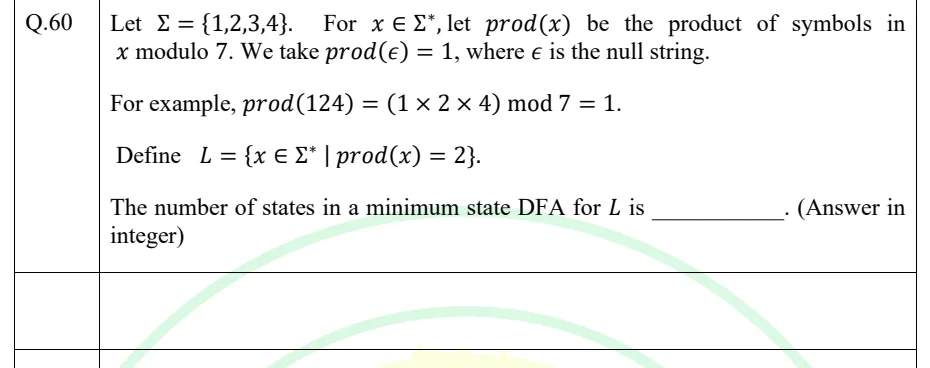 Q.60 Let Σ = {1,2,3,4}. For x ∈ Σ*, let prod(x) be the product of symbols in
x modulo 7. We take prod(ϵ) = 1, where ϵ is the null string.
For example, prod(124) = (1 × 2 × 4) mod 7 = 1.
Define L = {x ∈ Σ* | prod(x) = 2}.
The number of states in a minimum state DFA for L is ____________. (Answer in
integer)